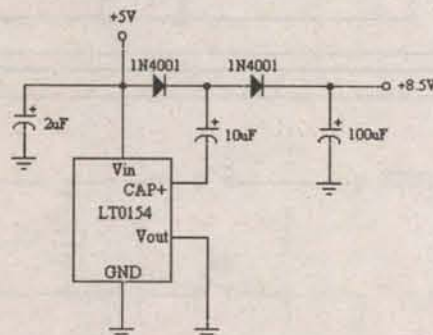 +5V
1N4001 1N4001
+8.5V
+
2uF
+
10uF
+
100uF
Vin
CAP+
LT0154
Vout
GND